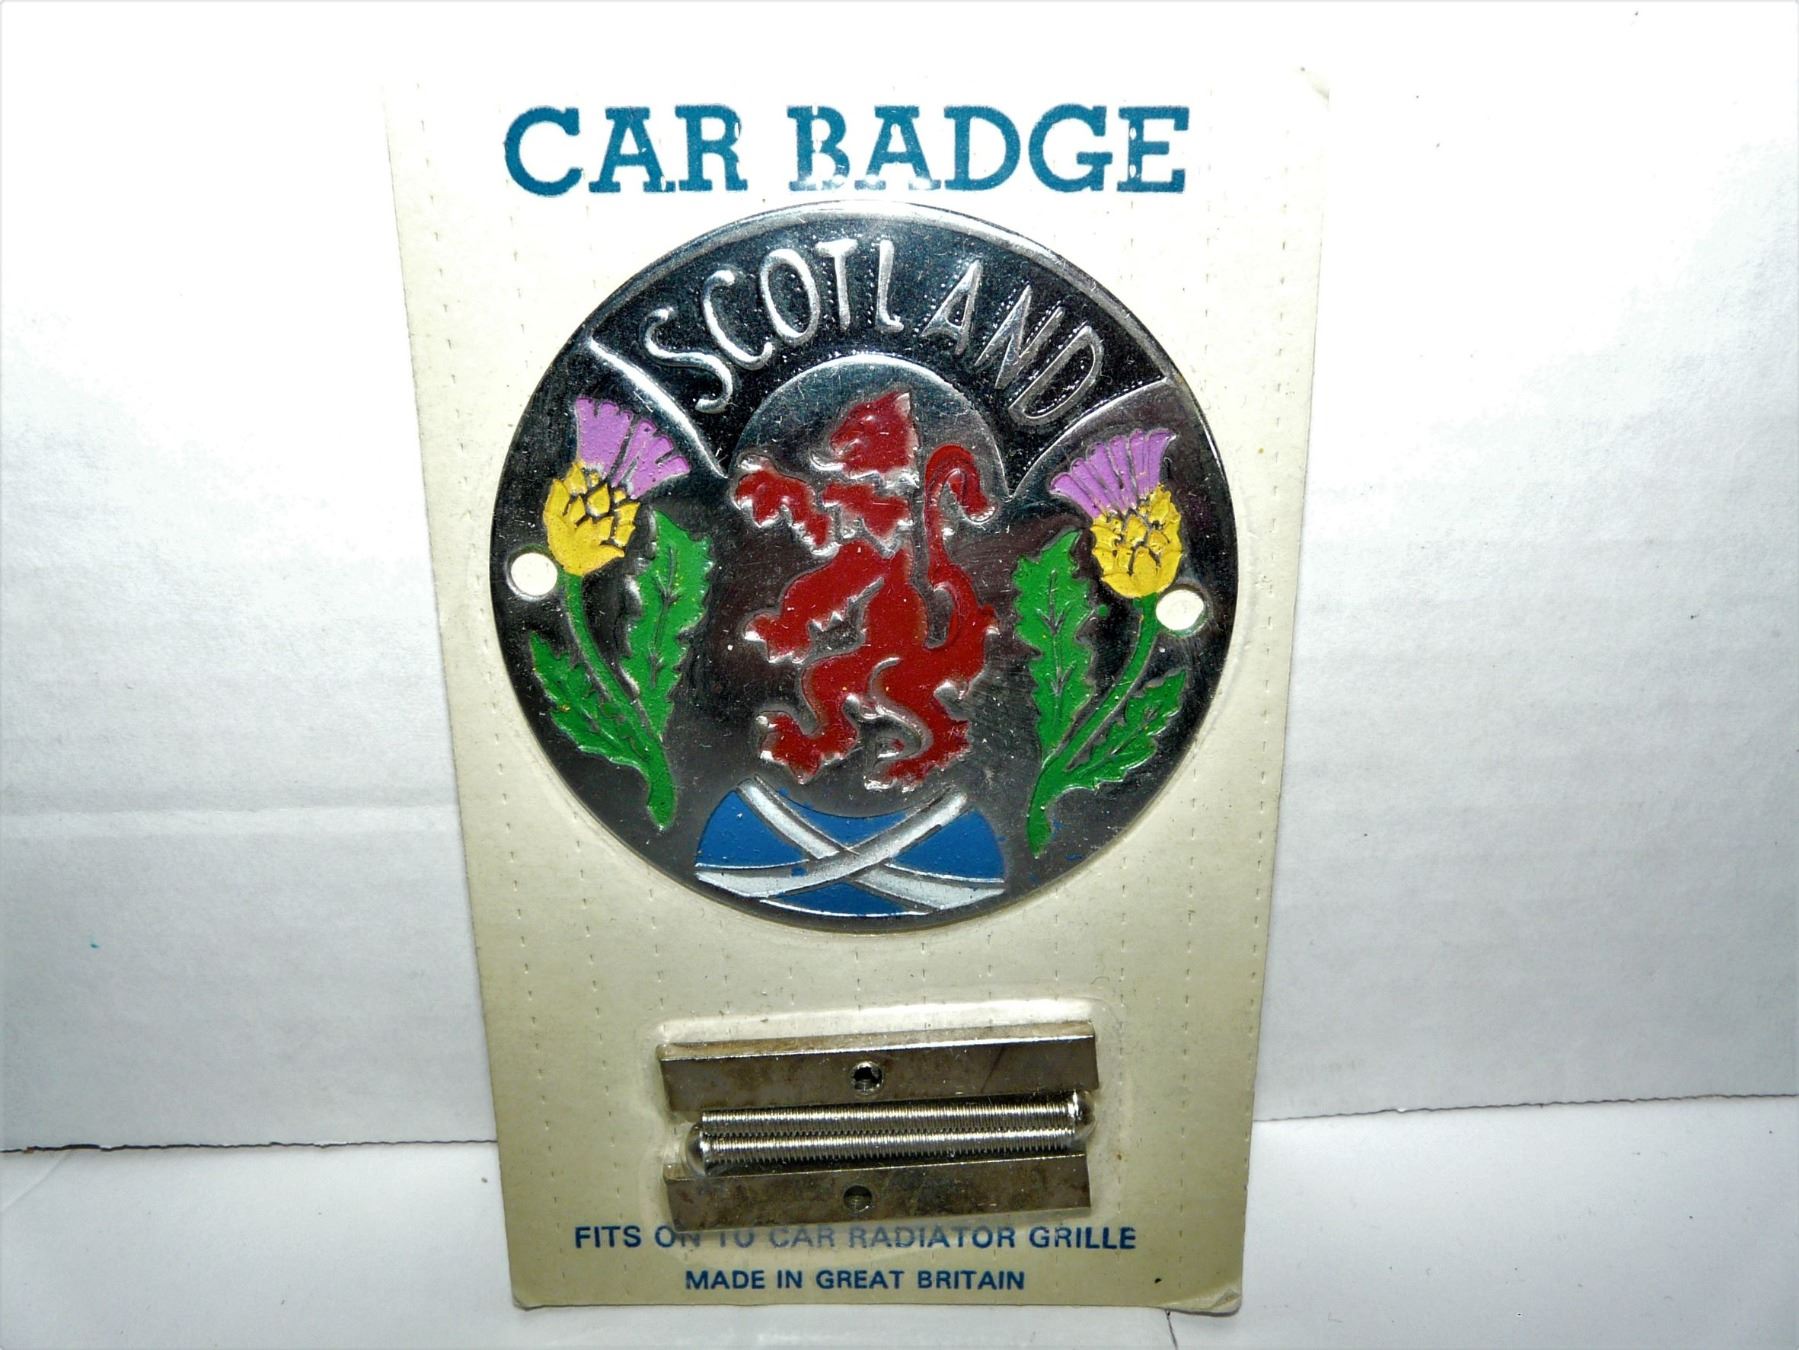 CAR BADGE
SCOTLAND
FITS ON TO CAR RADIATOR GRILLE
MADE IN GREAT BRITAIN